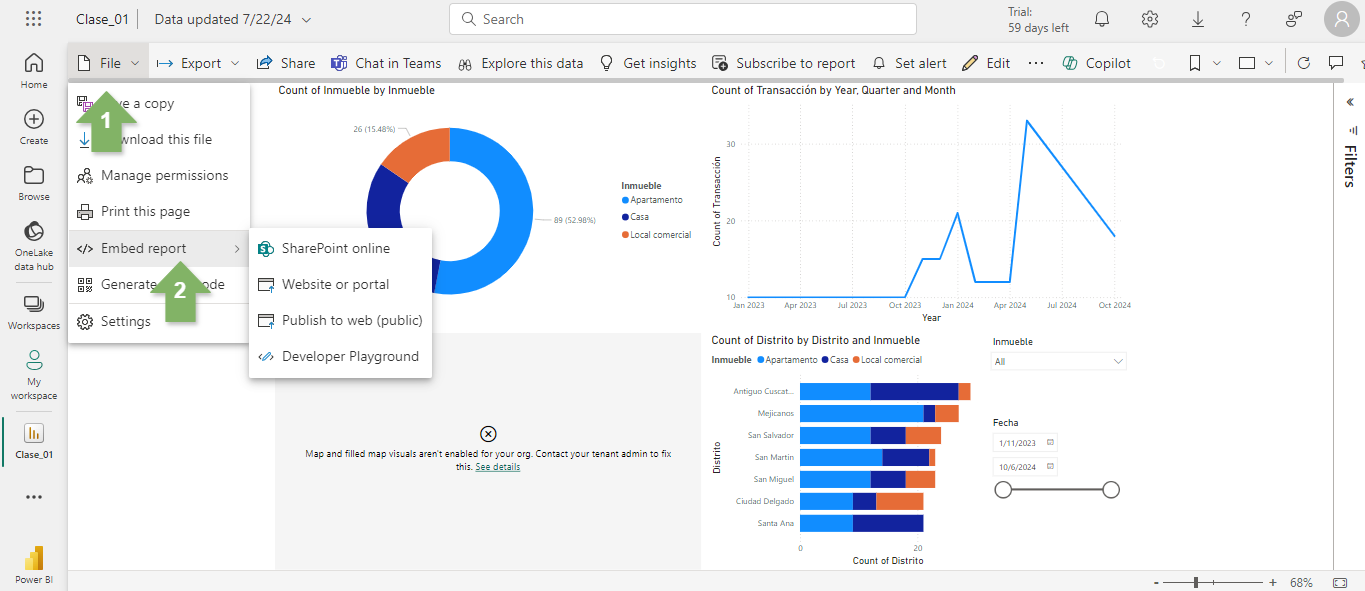 Clase_01
Data updated 7/22/24
Search
Trial:
59 days left
File
Export
Share
Chat in Teams
Explore this data
Get insights
Subscribe to report
Set alert
Edit
Copilot
Home
Create
Browse
OneLake
data hub
Workspaces
My
workspace
Clase_01
Power BI
a copy
this file
Manage permissions
Print this page
Embed report
Generate
Settings
1
2
SharePoint online
Website or portal
Publish to web (public)
Developer Playground
Count of Inmueble by Inmueble
26 (15.48%)
89 (52.98%)
Inmueble
Apartamento
Casa
Local comercial
Count of Transacción by Year, Quarter and Month
Count of Transacción
30
20
10
Jan 2023
Apr 2023
Jul 2023
Oct 2023
Jan 2024
Apr 2024
Jul 2024
Oct 2024
Year
Map and filled map visuals aren't enabled for your org. Contact your tenant admin to fix
this. See details
Count of Distrito by Distrito and Inmueble
Inmueble Apartamento Casa Local comercial
Distrito
Antiguo Cuscat...
Mejicanos
San Salvador
San Martin
San Miguel
Ciudad Delgado
Santa Ana
0
20
Count of Distrito
Inmueble
All
Fecha
1/11/2023
10/6/2024
Filters
- + 68%